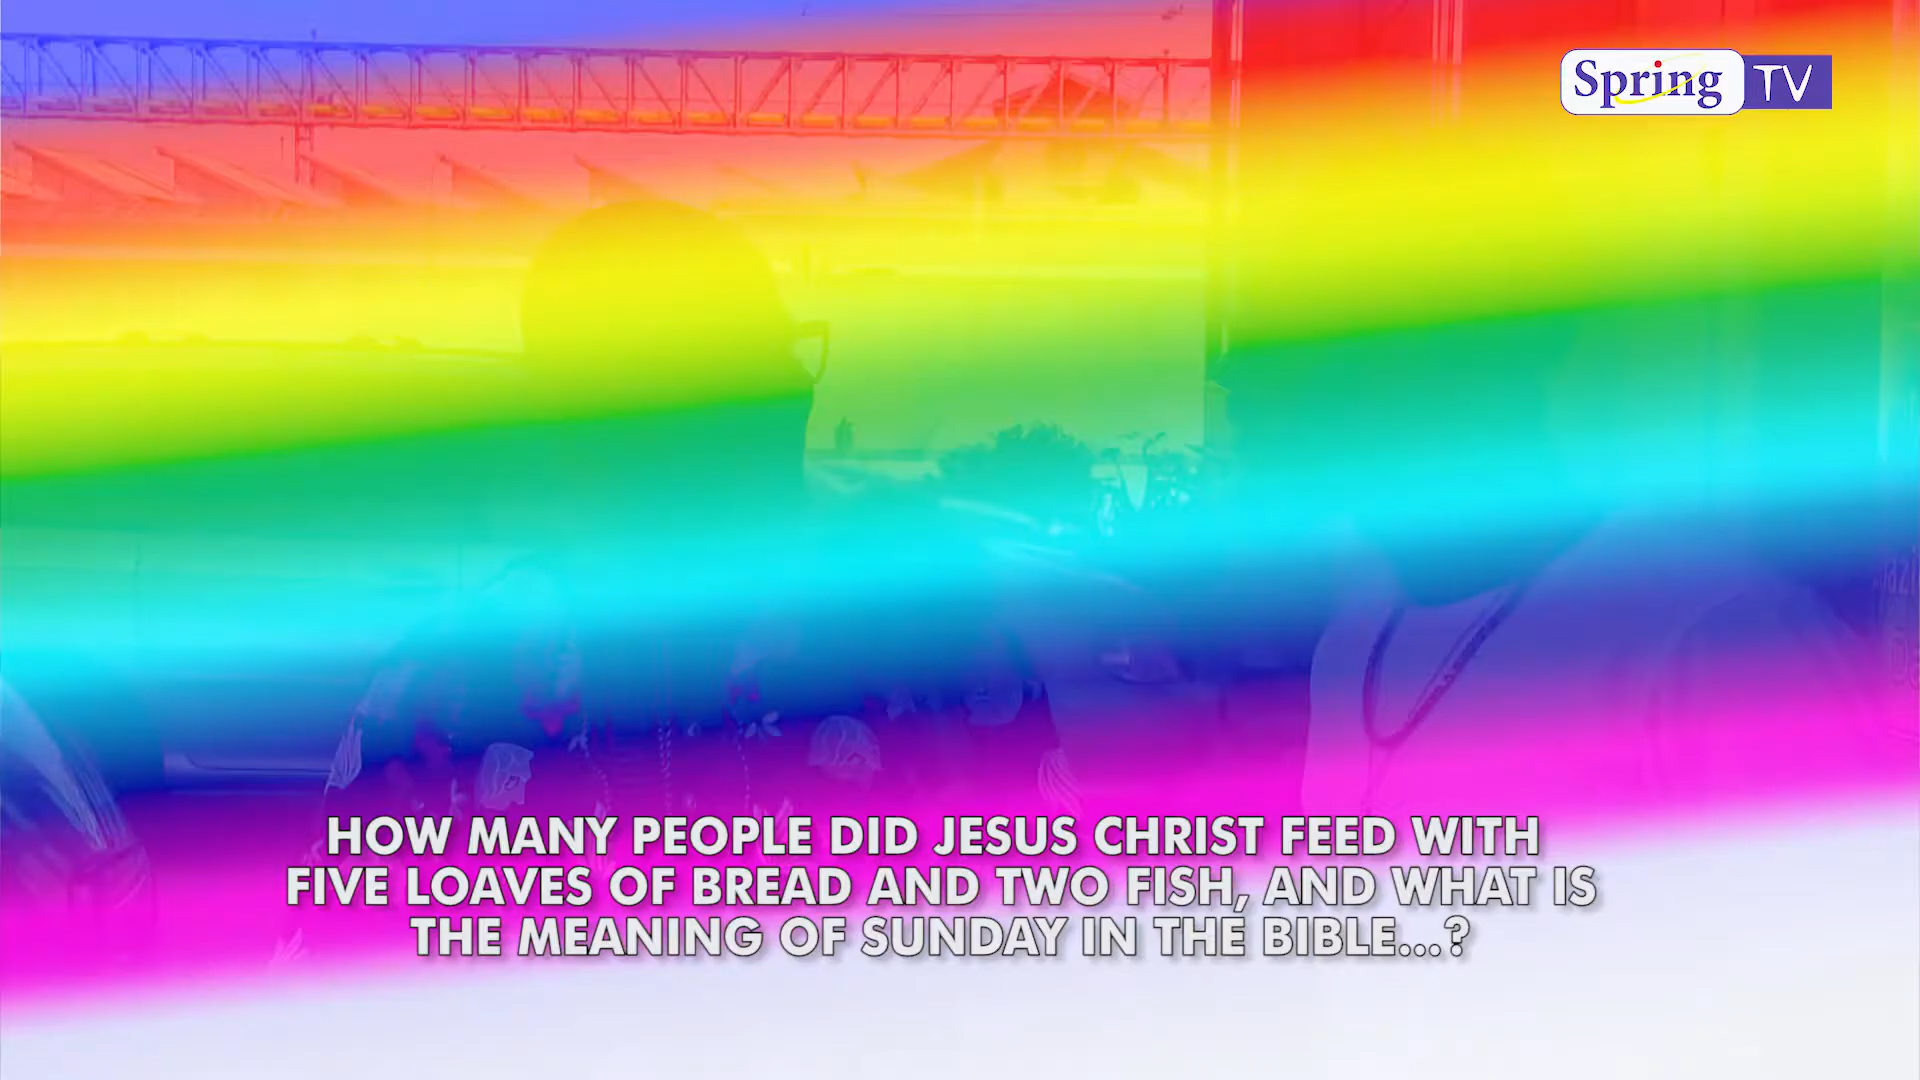 Spring TV
HOW MANY PEOPLE DID JESUS CHRIST FEED WITH
FIVE LOAVES OF BREAD AND TWO FISH, AND WHAT IS
THE MEANING OF SUNDAY IN THE BIBLE...?